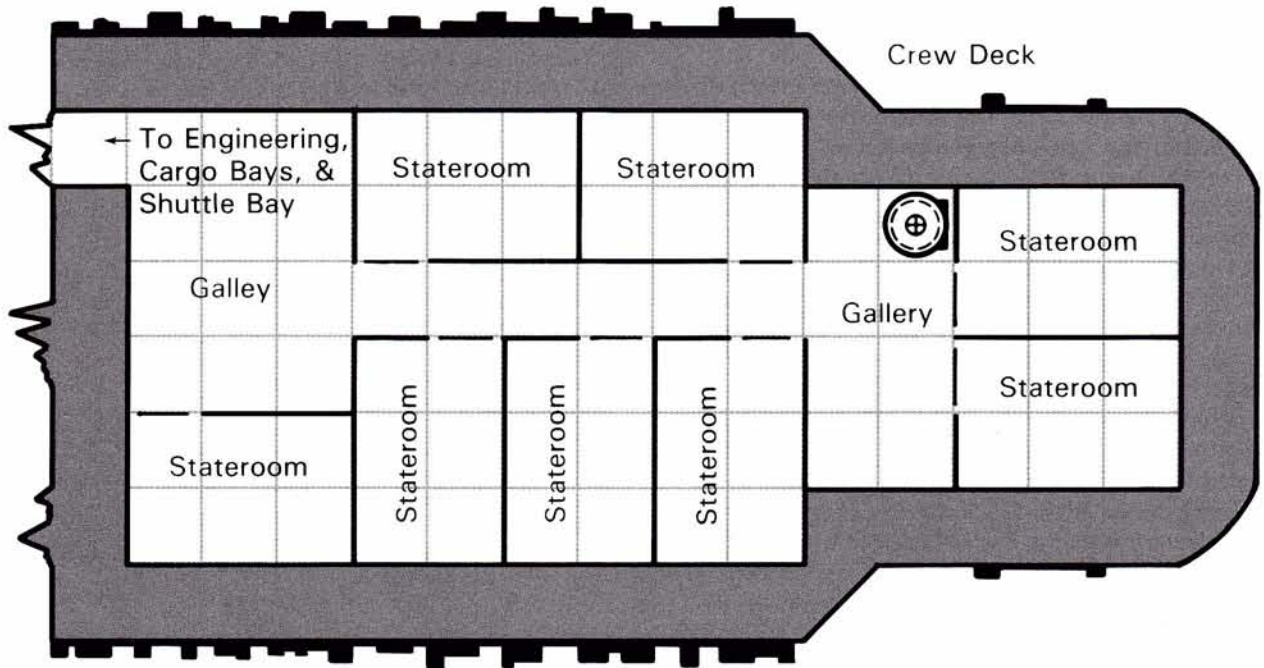 Crew Deck
← To Engineering,
Cargo Bays, &
Shuttle Bay
Stateroom
Stateroom
Stateroom
Galley
Gallery
Stateroom
Stateroom
Stateroom
Stateroom
Stateroom